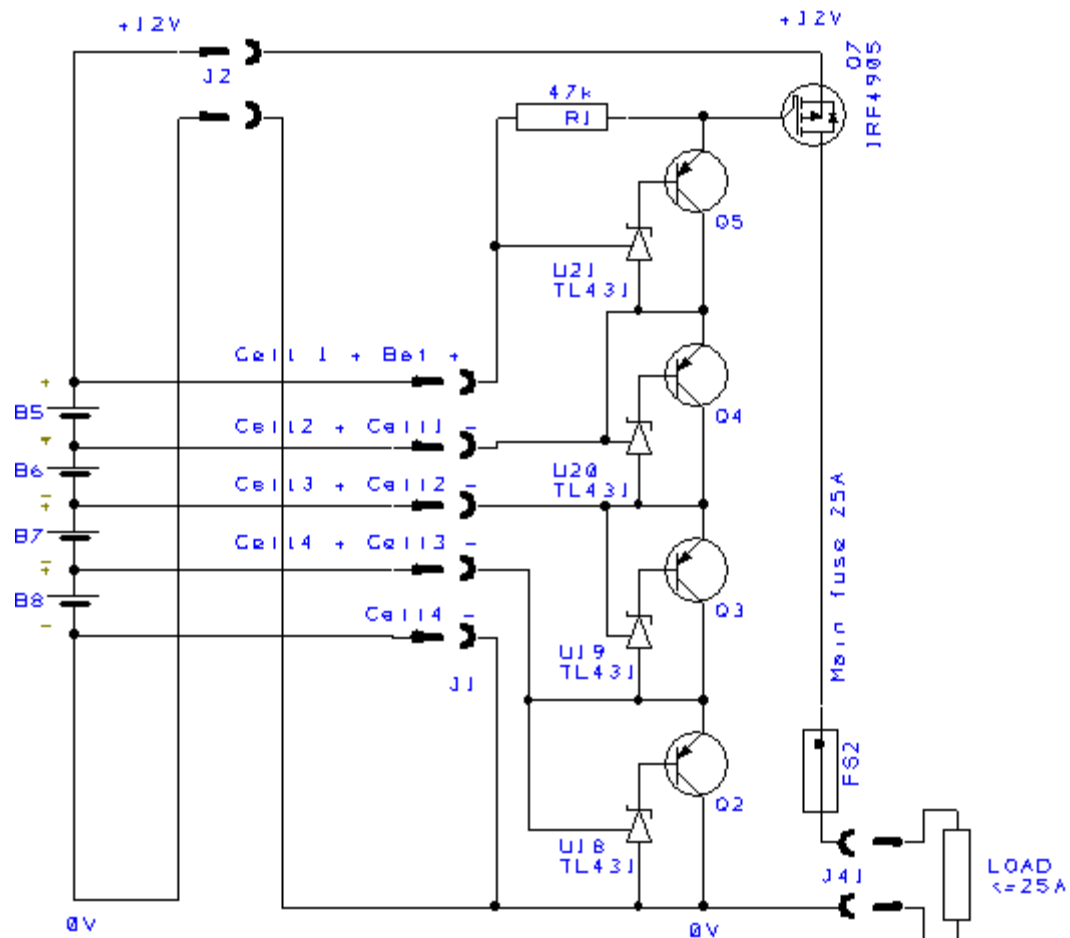 +12V
+12V
J2
Q7
IRF4905
47k
R1
Q5
U21
TL431
Cell 1 + Bat +
+
B5
Q4
Cell2 + Cell1 -
+
B6
U20
TL431
Cell3 + Cell2 -
-
+
B7
Cell4 + Cell3 -
-
+
B8
Q3
Cell4 -
-
U19
TL431
J1
Main fuse 25A
FS2
Q2
U18
TL431
J41
LOAD
<=25A
0V
0V